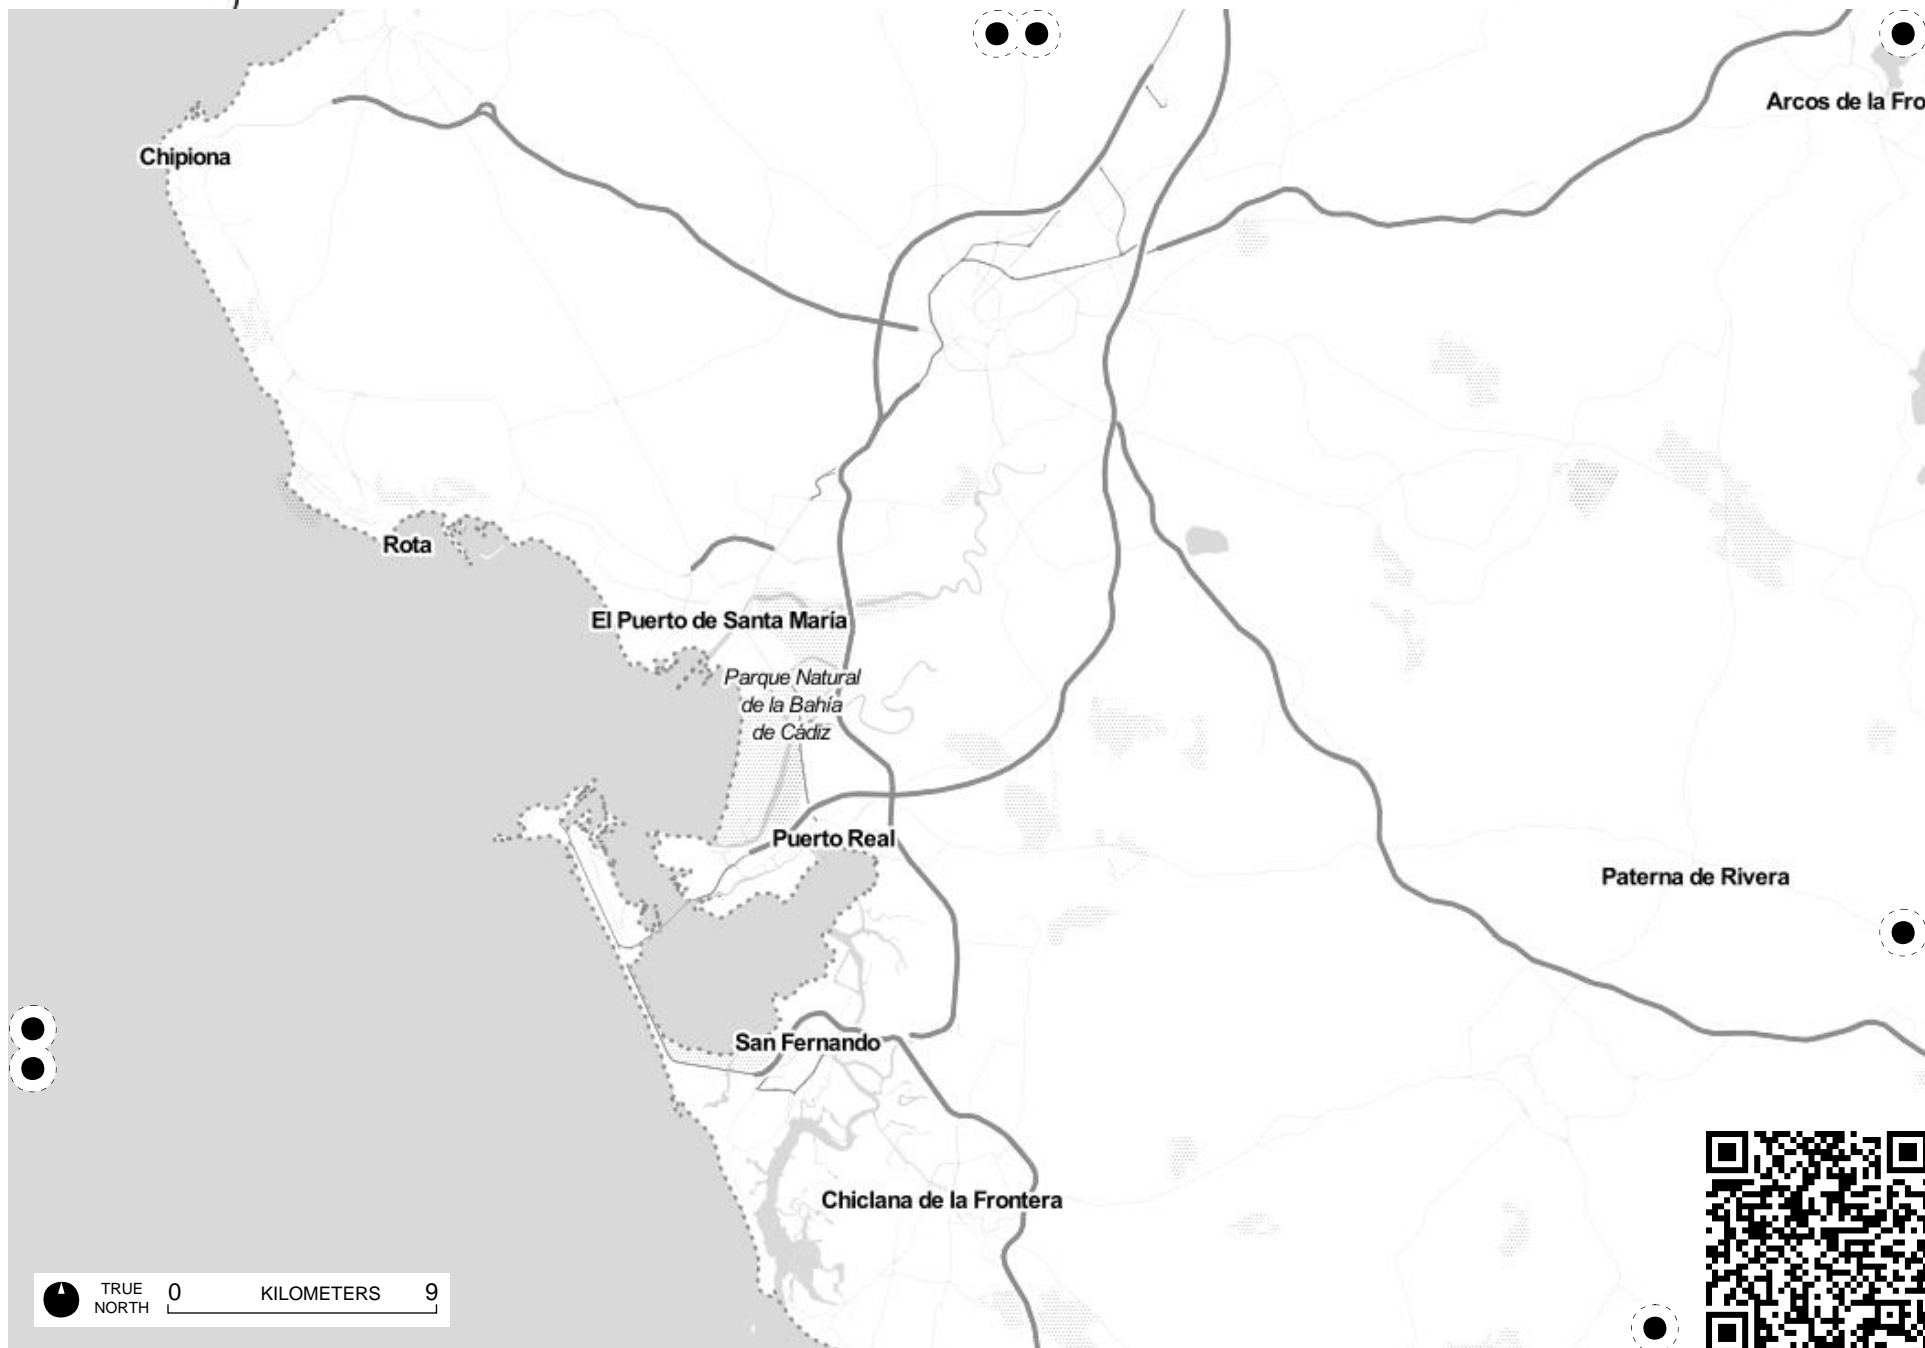 Arcos de la Fro
Chipiona
Rota
El Puerto de Santa María
Parque Natural
de la Bahía
de Cádiz
Puerto Real
Paterna de Rivera
San Fernando
Chiclana de la Frontera
TRUE
NORTH
0 KILOMETERS 9